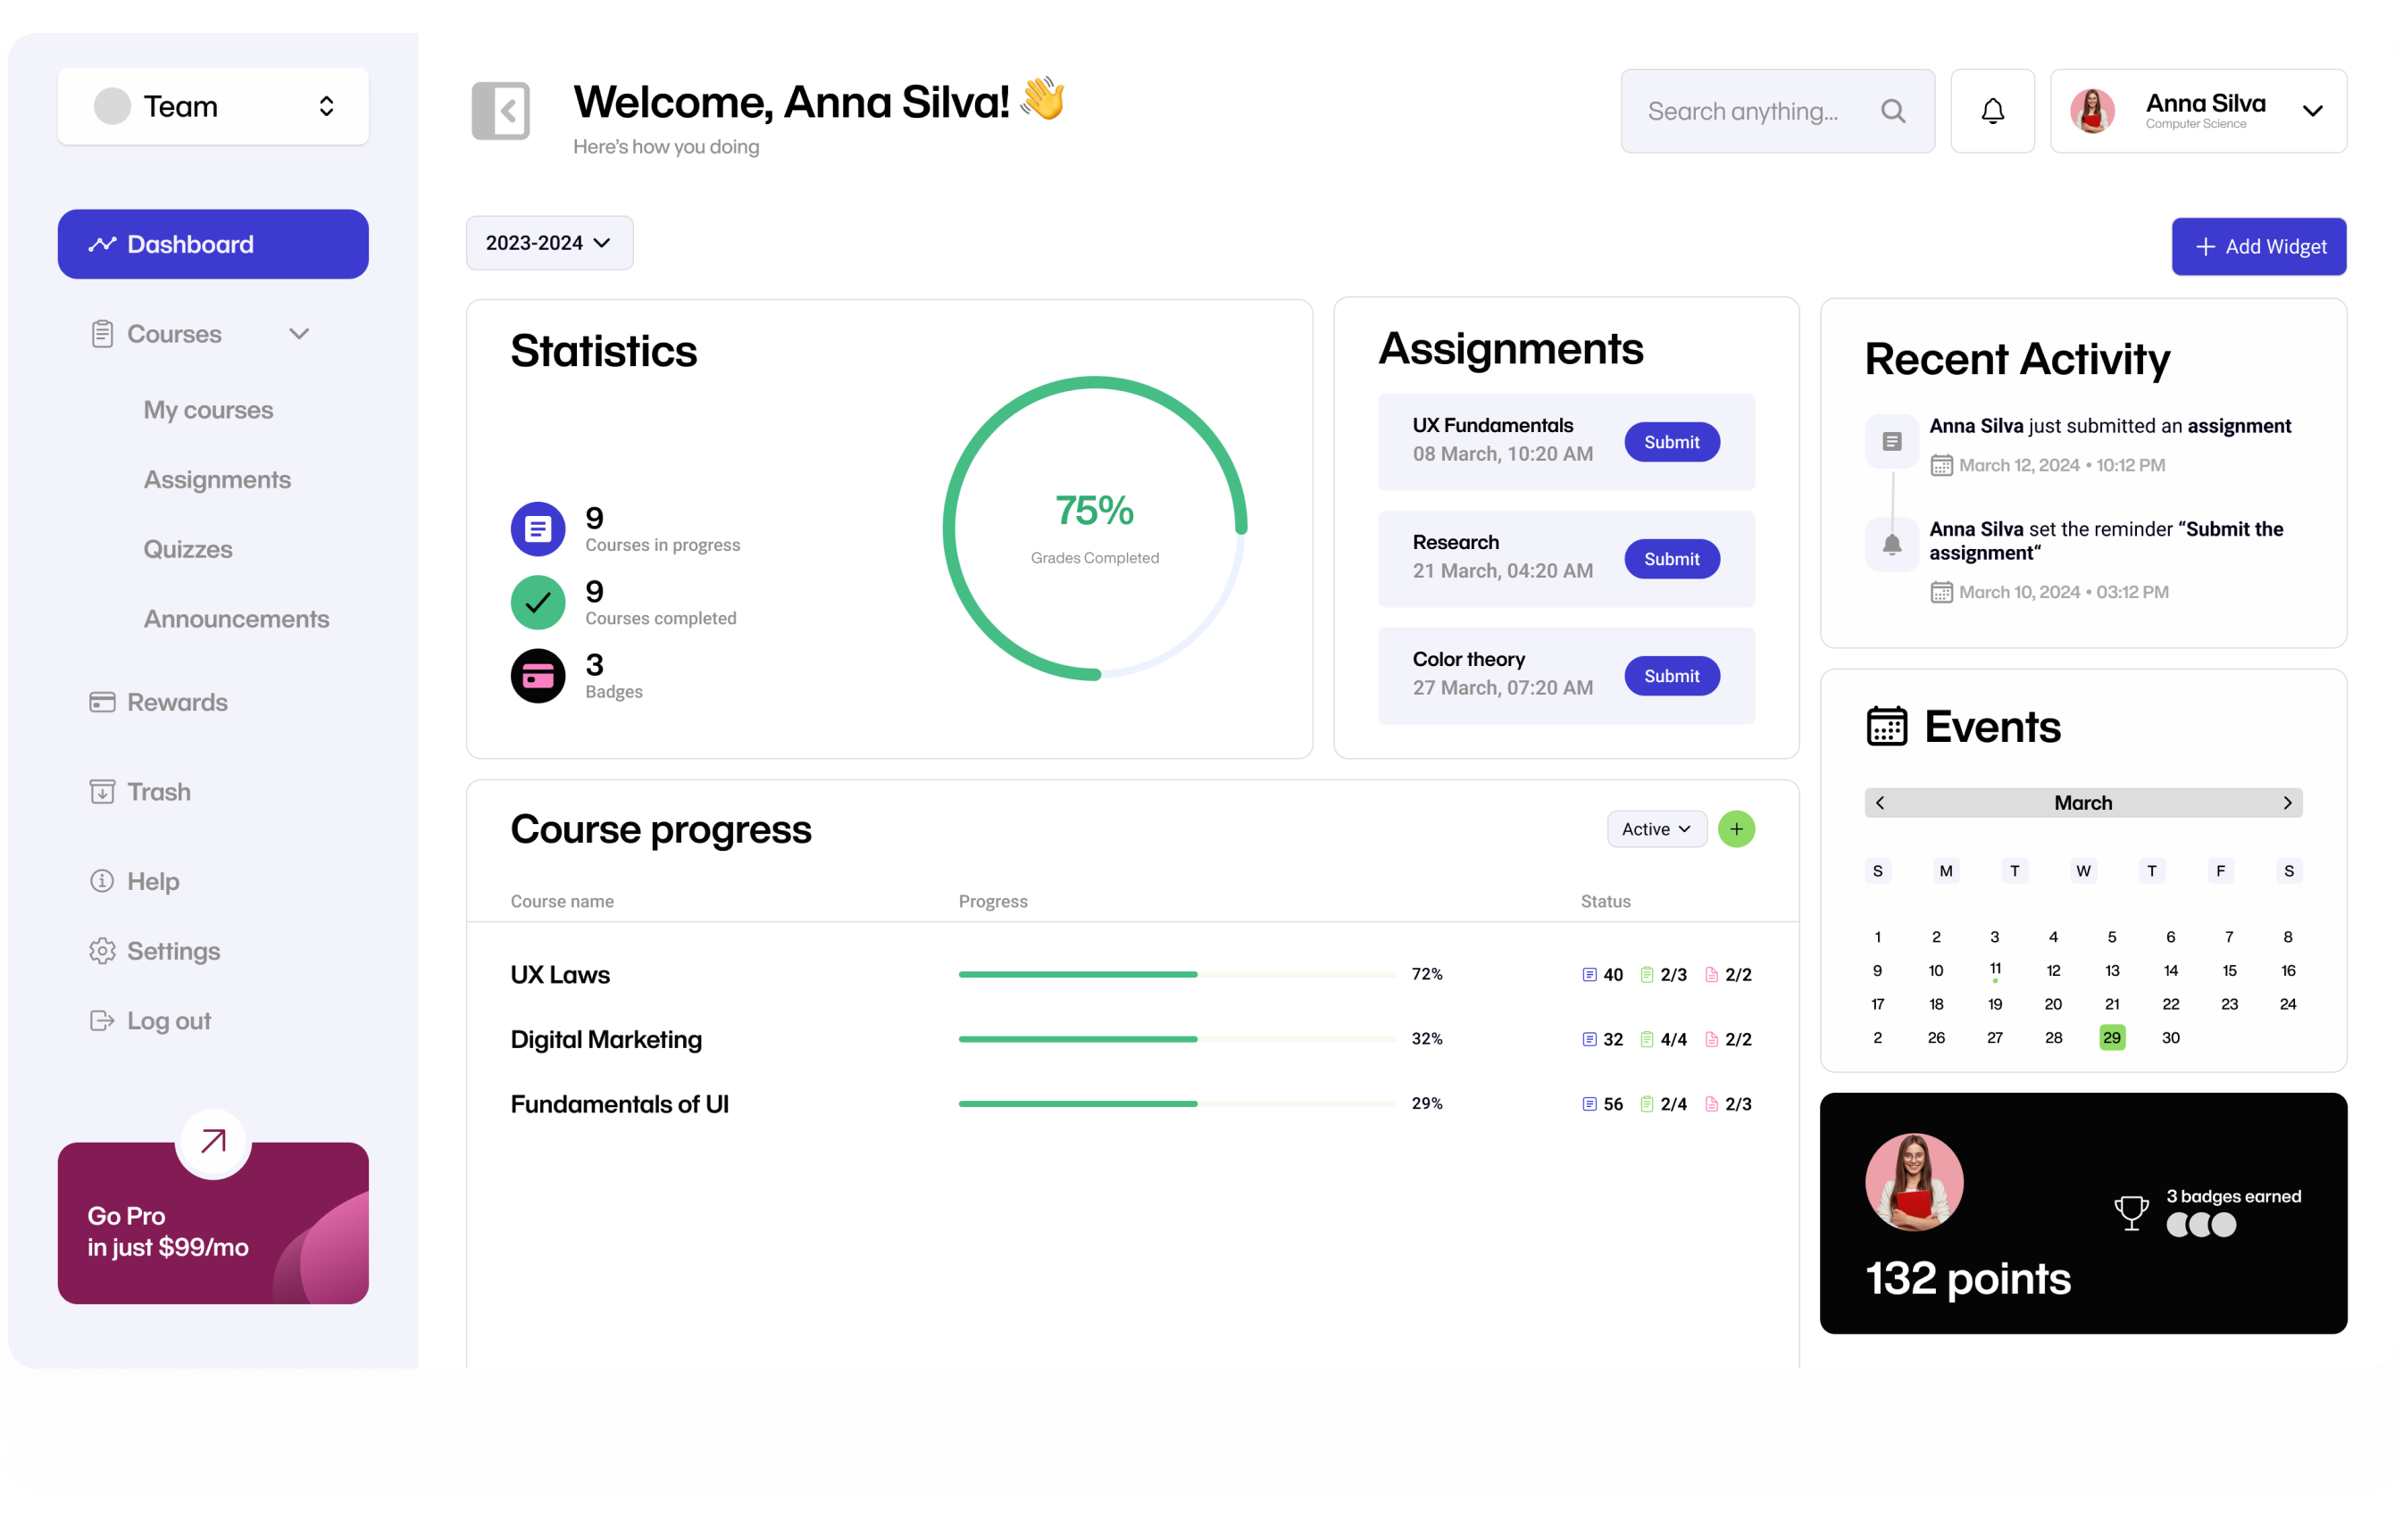 Team
Dashboard
Courses
My courses
Assignments
Quizzes
Announcements
Rewards
Trash
Help
Settings
Log out
Go Pro
in just $99/mo
Welcome, Anna Silva! 👋
Here’s how you doing
Search anything...
Anna Silva
Computer Science
2023-2024
+ Add Widget
Statistics
9
Courses in progress
9
Courses completed
3
Badges
75%
Grades Completed
Assignments
UX Fundamentals
08 March, 10:20 AM
Submit
Research
21 March, 04:20 AM
Submit
Color theory
27 March, 07:20 AM
Submit
Recent Activity
Anna Silva just submitted an assignment
March 12, 2024 • 10:12 PM
Anna Silva set the reminder “Submit the
assignment“
March 10, 2024 • 03:12 PM
Course progress
Active
+
Course name Progress Status
UX Laws 72% 40 2/3 2/2
Digital Marketing 32% 32 4/4 2/2
Fundamentals of UI 29% 56 2/4 2/3
Events
March
S M T W T F S
1 2 3 4 5 6 7 8
9 10 11 12 13 14 15 16
17 18 19 20 21 22 23 24
2 26 27 28 29 30
3 badges earned
132 points